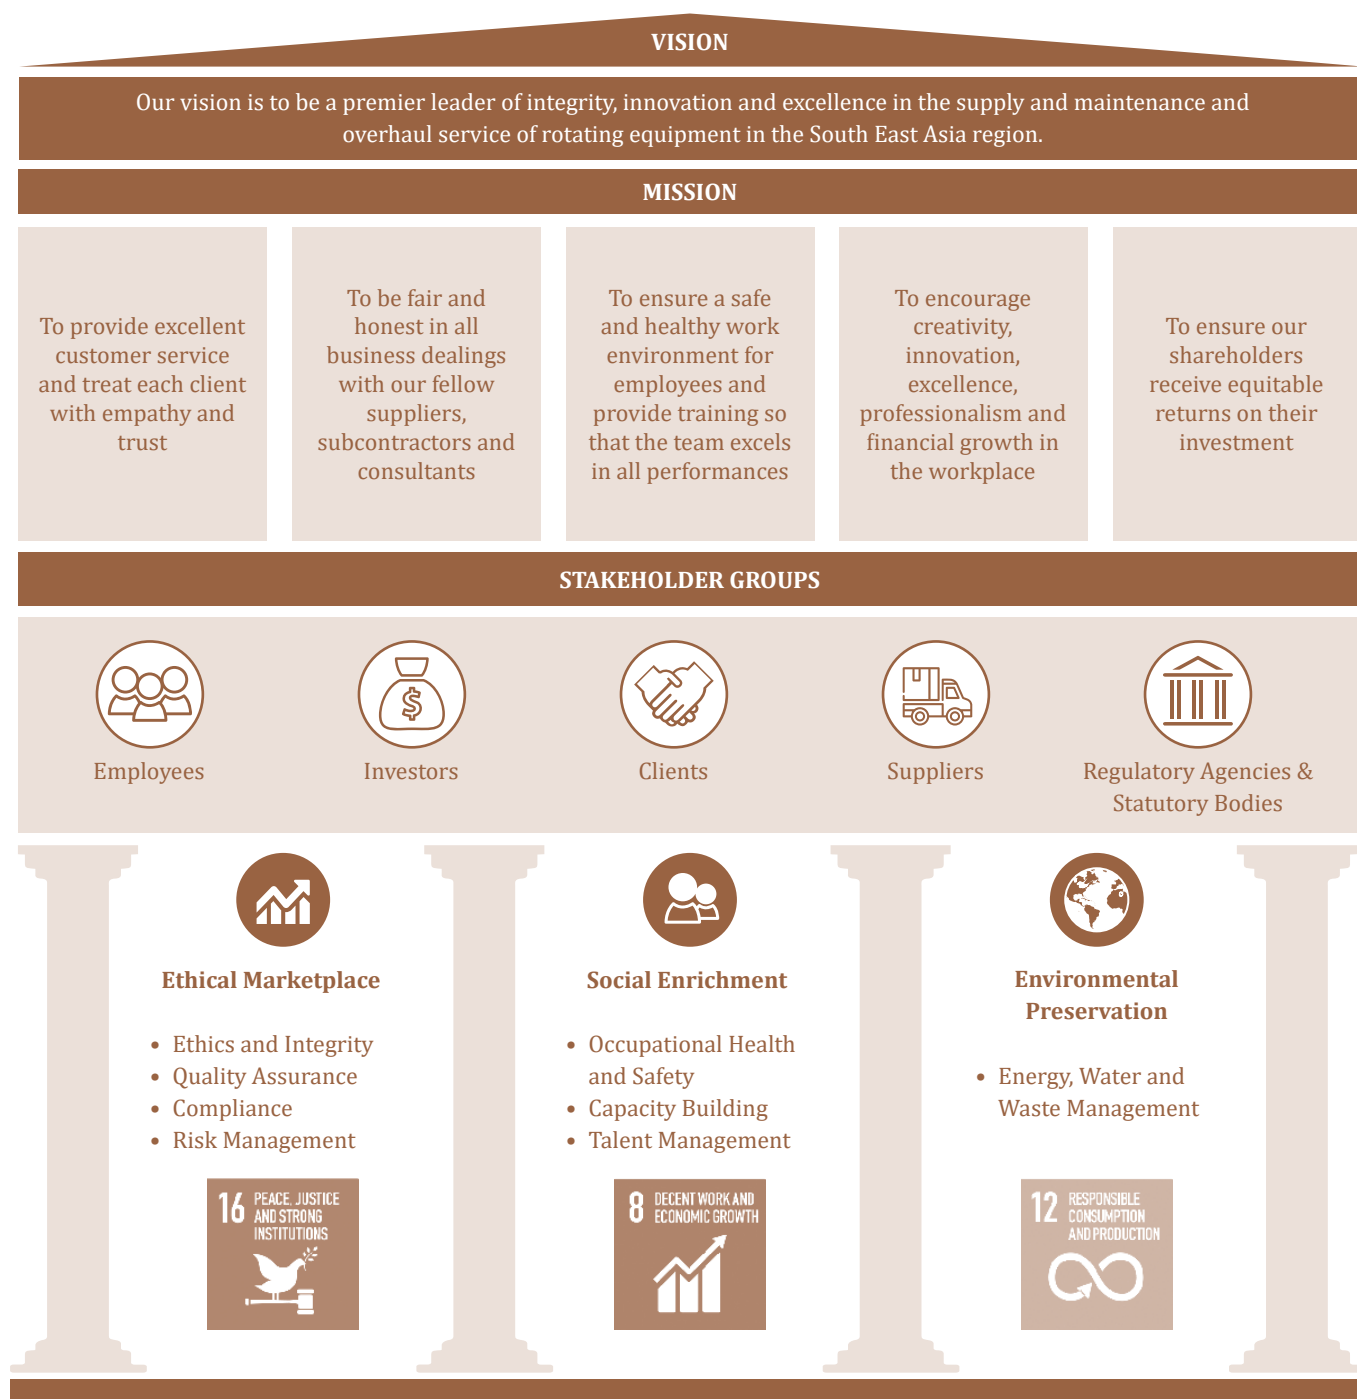 VISION
Our vision is to be a premier leader of integrity, innovation and excellence in the supply and maintenance and
overhaul service of rotating equipment in the South East Asia region.
MISSION
To provide excellent
customer service
and treat each client
with empathy and
trust
To be fair and
honest in all
business dealings
with our fellow
suppliers,
subcontractors and
consultants
To ensure a safe
and healthy work
environment for
employees and
provide training so
that the team excels
in all performances
To encourage
creativity,
innovation,
excellence,
professionalism and
financial growth in
the workplace
To ensure our
shareholders
receive equitable
returns on their
investment
STAKEHOLDER GROUPS
$
Employees
Investors
Clients
Suppliers
Regulatory Agencies &
Statutory Bodies
Ethical Marketplace
• Ethics and Integrity
• Quality Assurance
• Compliance
• Risk Management
16 PEACE, JUSTICE
AND STRONG
INSTITUTIONS
Social Enrichment
• Occupational Health
and Safety
• Capacity Building
• Talent Management
8 DECENT WORK AND
ECONOMIC GROWTH
Environmental
Preservation
• Energy, Water and
Waste Management
12 RESPONSIBLE
CONSUMPTION
AND PRODUCTION